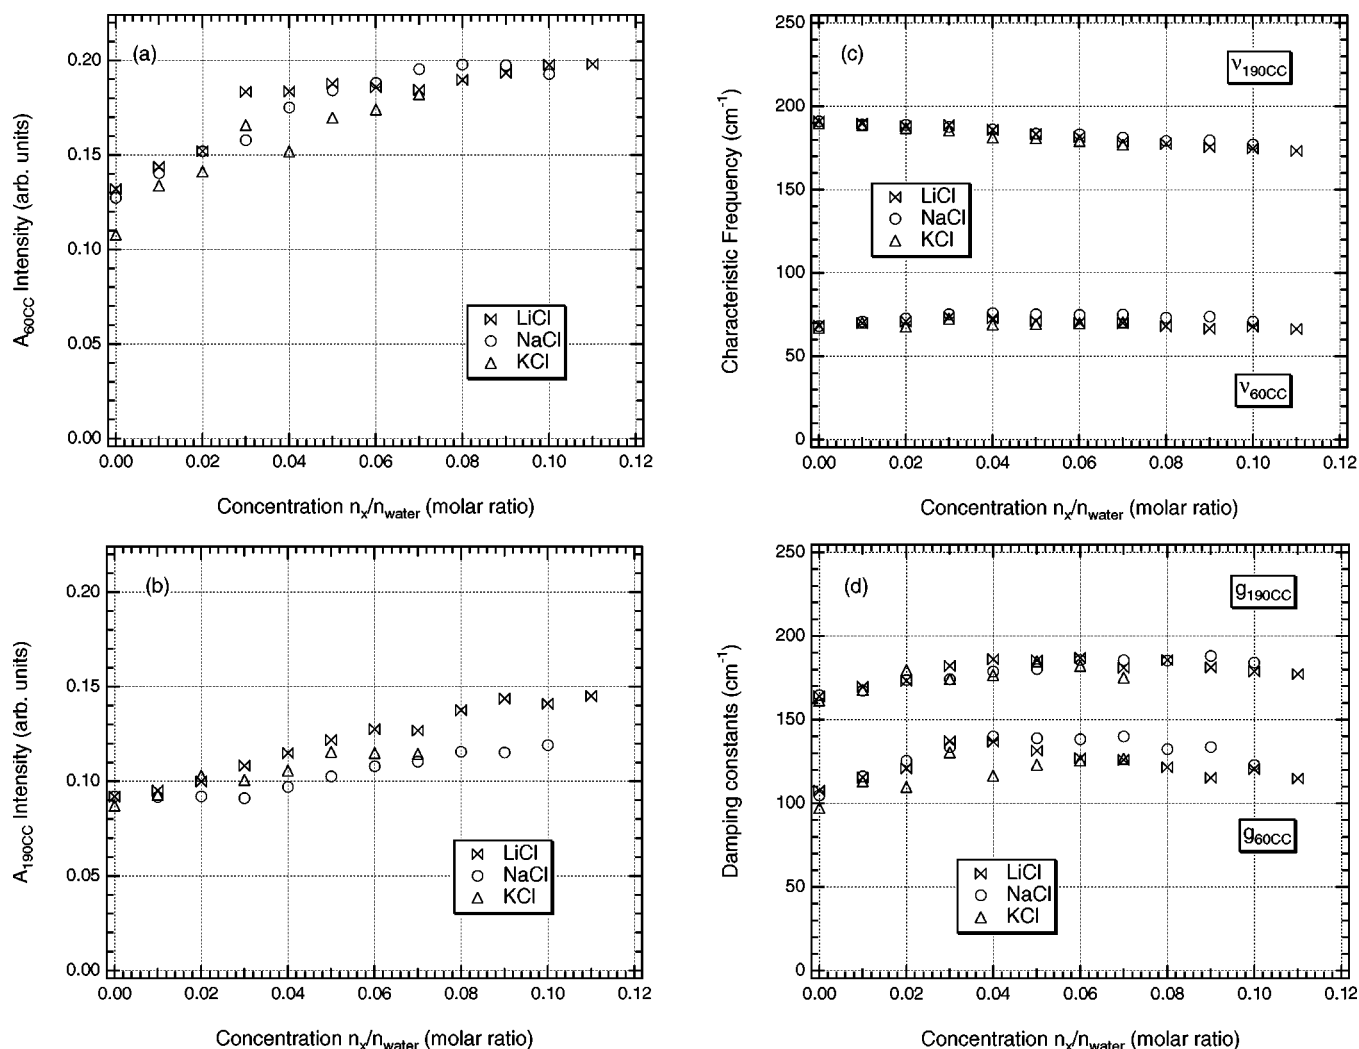 (a)
0.20
0.15
0.10
0.05
0.00
A60CC Intensity (arb. units)
LiCl
NaCl
KCl
0.00 0.02 0.04 0.06 0.08 0.10 0.12
Concentration nx/nwater (molar ratio)
(c)
ν190CC
250
200
150
100
50
0
Characteristic Frequency (cm⁻¹)
LiCl
NaCl
KCl
ν60CC
0.00 0.02 0.04 0.06 0.08 0.10 0.12
Concentration nx/nwater (molar ratio)
(b)
0.20
0.15
0.10
0.05
0.00
A190CC Intensity (arb. units)
LiCl
NaCl
KCl
0.00 0.02 0.04 0.06 0.08 0.10 0.12
Concentration nx/nwater (molar ratio)
(d)
g190CC
250
200
150
100
50
0
Damping constants (cm⁻¹)
g60CC
LiCl
NaCl
KCl
0.00 0.02 0.04 0.06 0.08 0.10 0.12
Concentration nx/nwater (molar ratio)